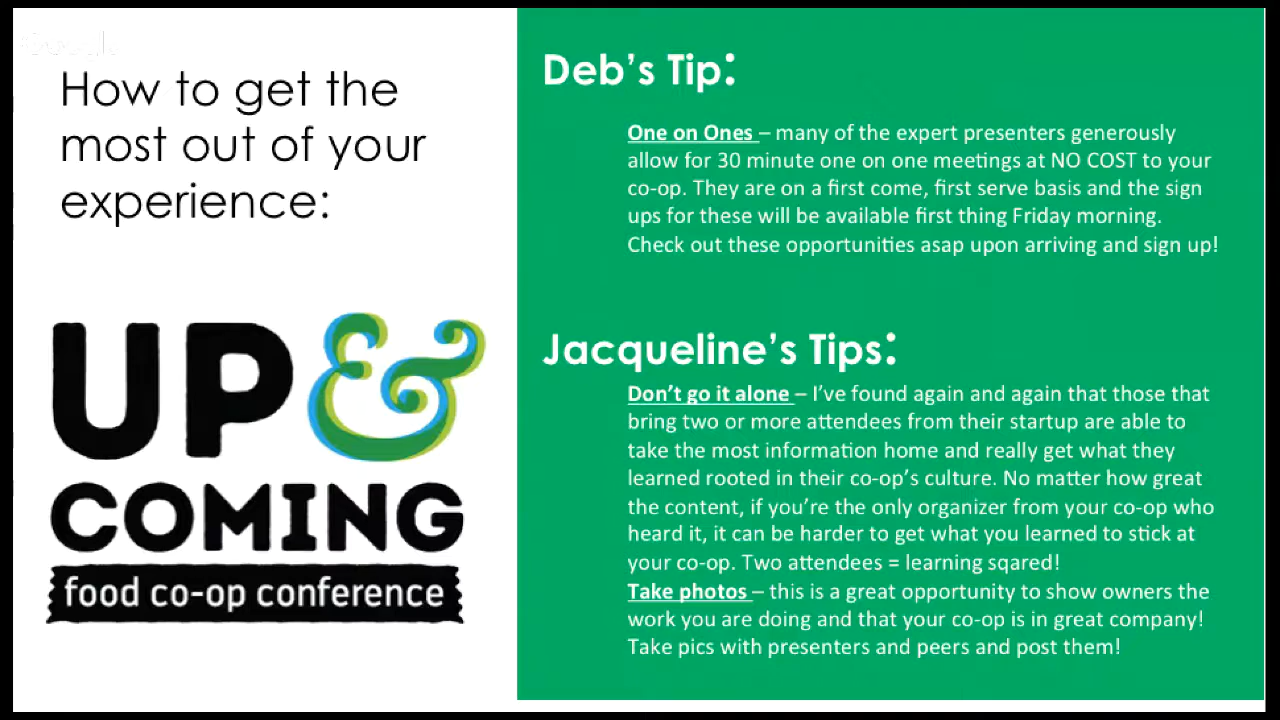 How to get the
most out of your
experience:
UP &
COMING
food co-op conference
Deb's Tip:
One on Ones – many of the expert presenters generously
allow for 30 minute one on one meetings at NO COST to your
co-op. They are on a first come, first serve basis and the sign
ups for these will be available first thing Friday morning.
Check out these opportunities asap upon arriving and sign up!
Jacqueline's Tips:
Don't go it alone – I've found again and again that those that
bring two or more attendees from their startup are able to
take the most information home and really get what they
learned rooted in their co-op's culture. No matter how great
the content, if you're the only organizer from your co-op who
heard it, it can be harder to get what you learned to stick at
your co-op. Two attendees = learning sqared!
Take photos – this is a great opportunity to show owners the
work you are doing and that your co-op is in great company!
Take pics with presenters and peers and post them!